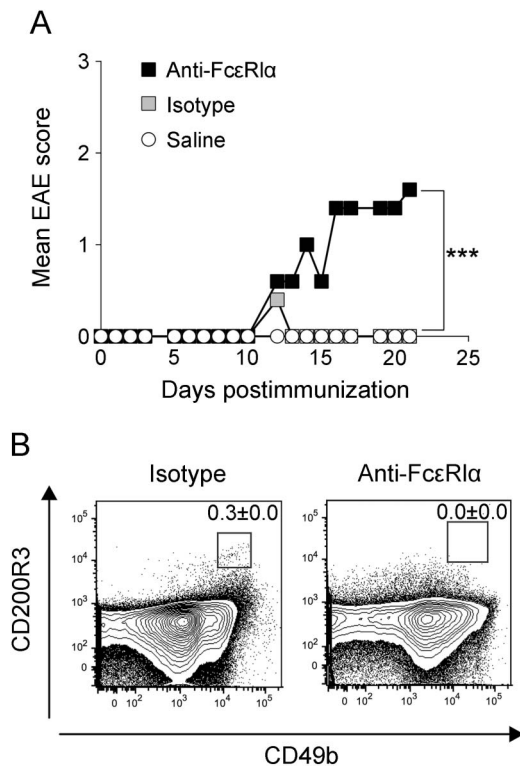 A
3
2
1
0
Mean EAE score
Anti-FcεRIα
Isotype
Saline
***
0 5 10 15 20 25
Days postimmunization
B
Isotype
Anti-FcεRIα
CD200R3
10⁵
10⁴
10³
10²
0
0.3±0.0
0 10² 10³ 10⁴ 10⁵
10⁵
10⁴
10³
10²
0
0.0±0.0
0 10² 10³ 10⁴ 10⁵
CD49b